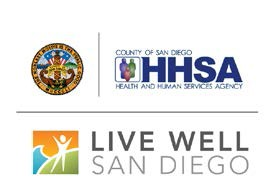 COUNTY OF SAN DIEGO
HHSA
HEALTH AND HUMAN SERVICES AGENCY
LIVE WELL
SAN DIEGO